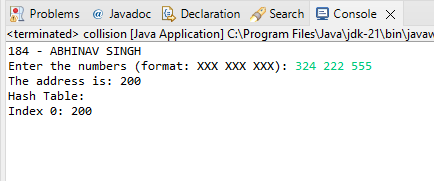 Problems @ Javadoc Declaration Search Console
<terminated> collision [Java Application] C:\Program Files\Java\jdk-21\bin\javaw
184 - ABHINAV SINGH
Enter the numbers (format: XXX XXX XXX): 324 222 555
The address is: 200
Hash Table:
Index 0: 200